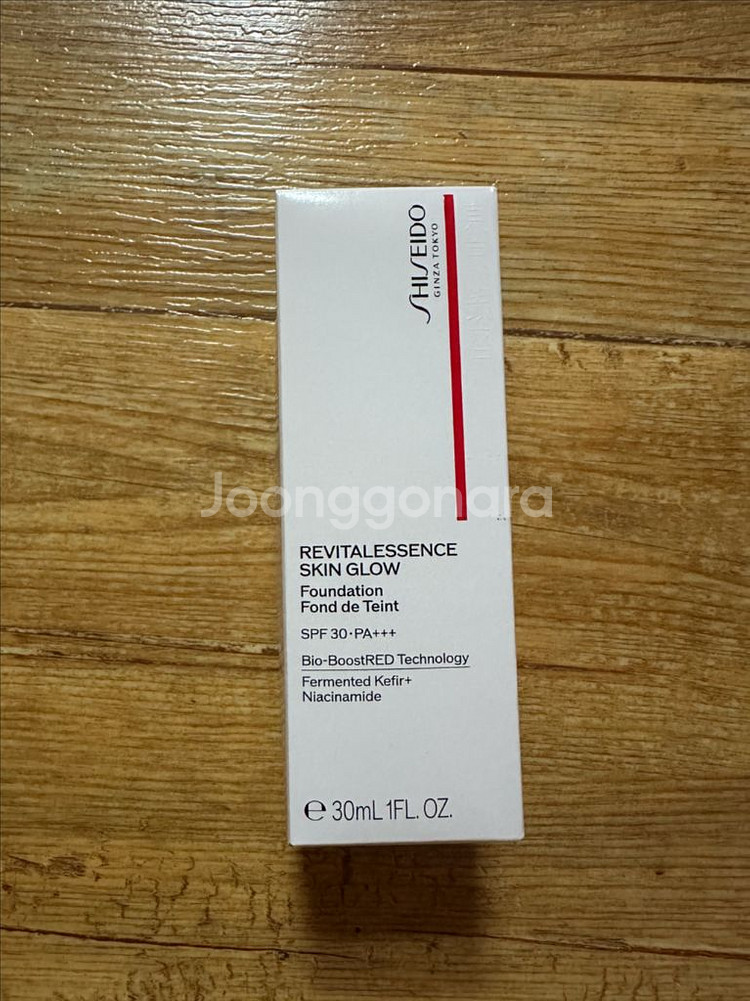 SHISEIDO
GINZA TOKYO
Joonggonara
REVITALESSENCE
SKIN GLOW
Foundation
Fond de Teint
SPF 30·PA+++
Bio-BoostRED Technology
Fermented Kefir+
Niacinamide
℮ 30mL 1FL. OZ.